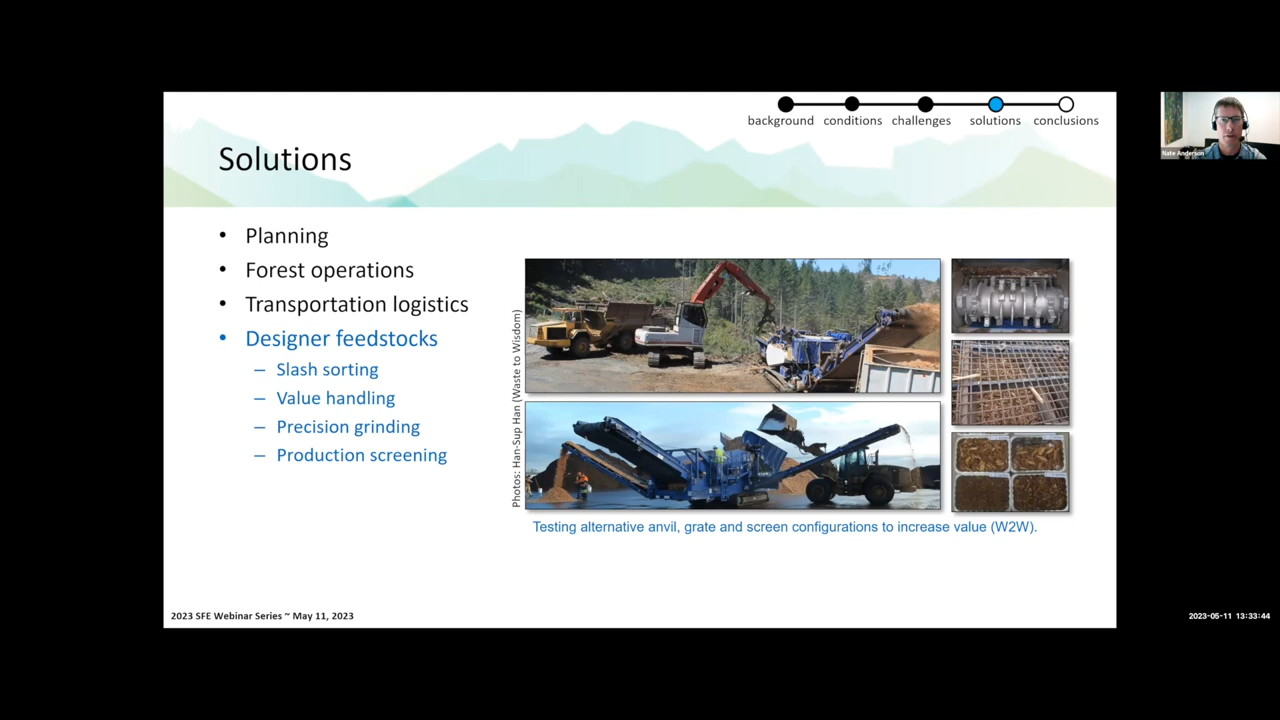 background conditions challenges solutions conclusions
Solutions
• Planning
• Forest operations
• Transportation logistics
• Designer feedstocks
– Slash sorting
– Value handling
– Precision grinding
– Production screening
Photos: Han-Sup Han (Waste to Wisdom)
Testing alternative anvil, grate and screen configurations to increase value (W2W).
2023 SFE Webinar Series ~ May 11, 2023
Nate Anderson
2023-05-11 13:33:44